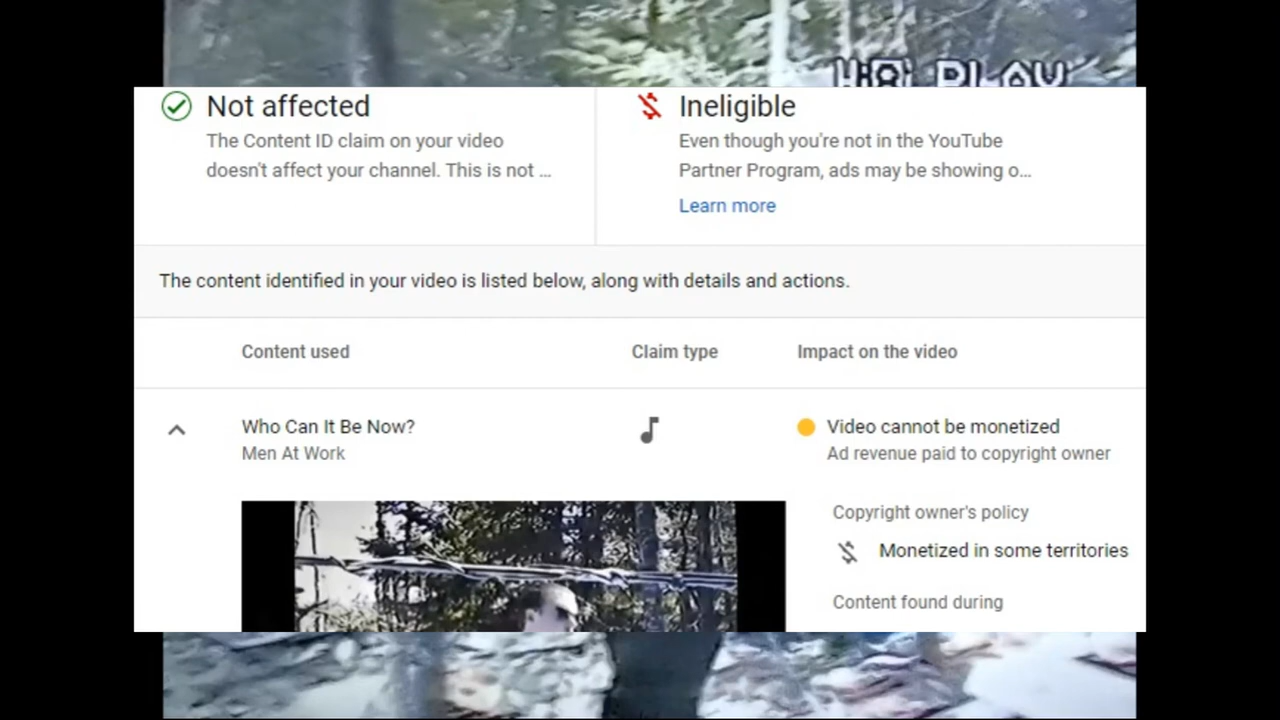 PLAY
Not affected
The Content ID claim on your video
doesn't affect your channel. This is not ...
Ineligible
Even though you're not in the YouTube
Partner Program, ads may be showing o...
Learn more
The content identified in your video is listed below, along with details and actions.
Content used
Claim type
Impact on the video
Who Can It Be Now?
Men At Work
Video cannot be monetized
Ad revenue paid to copyright owner
Copyright owner's policy
Monetized in some territories
Content found during